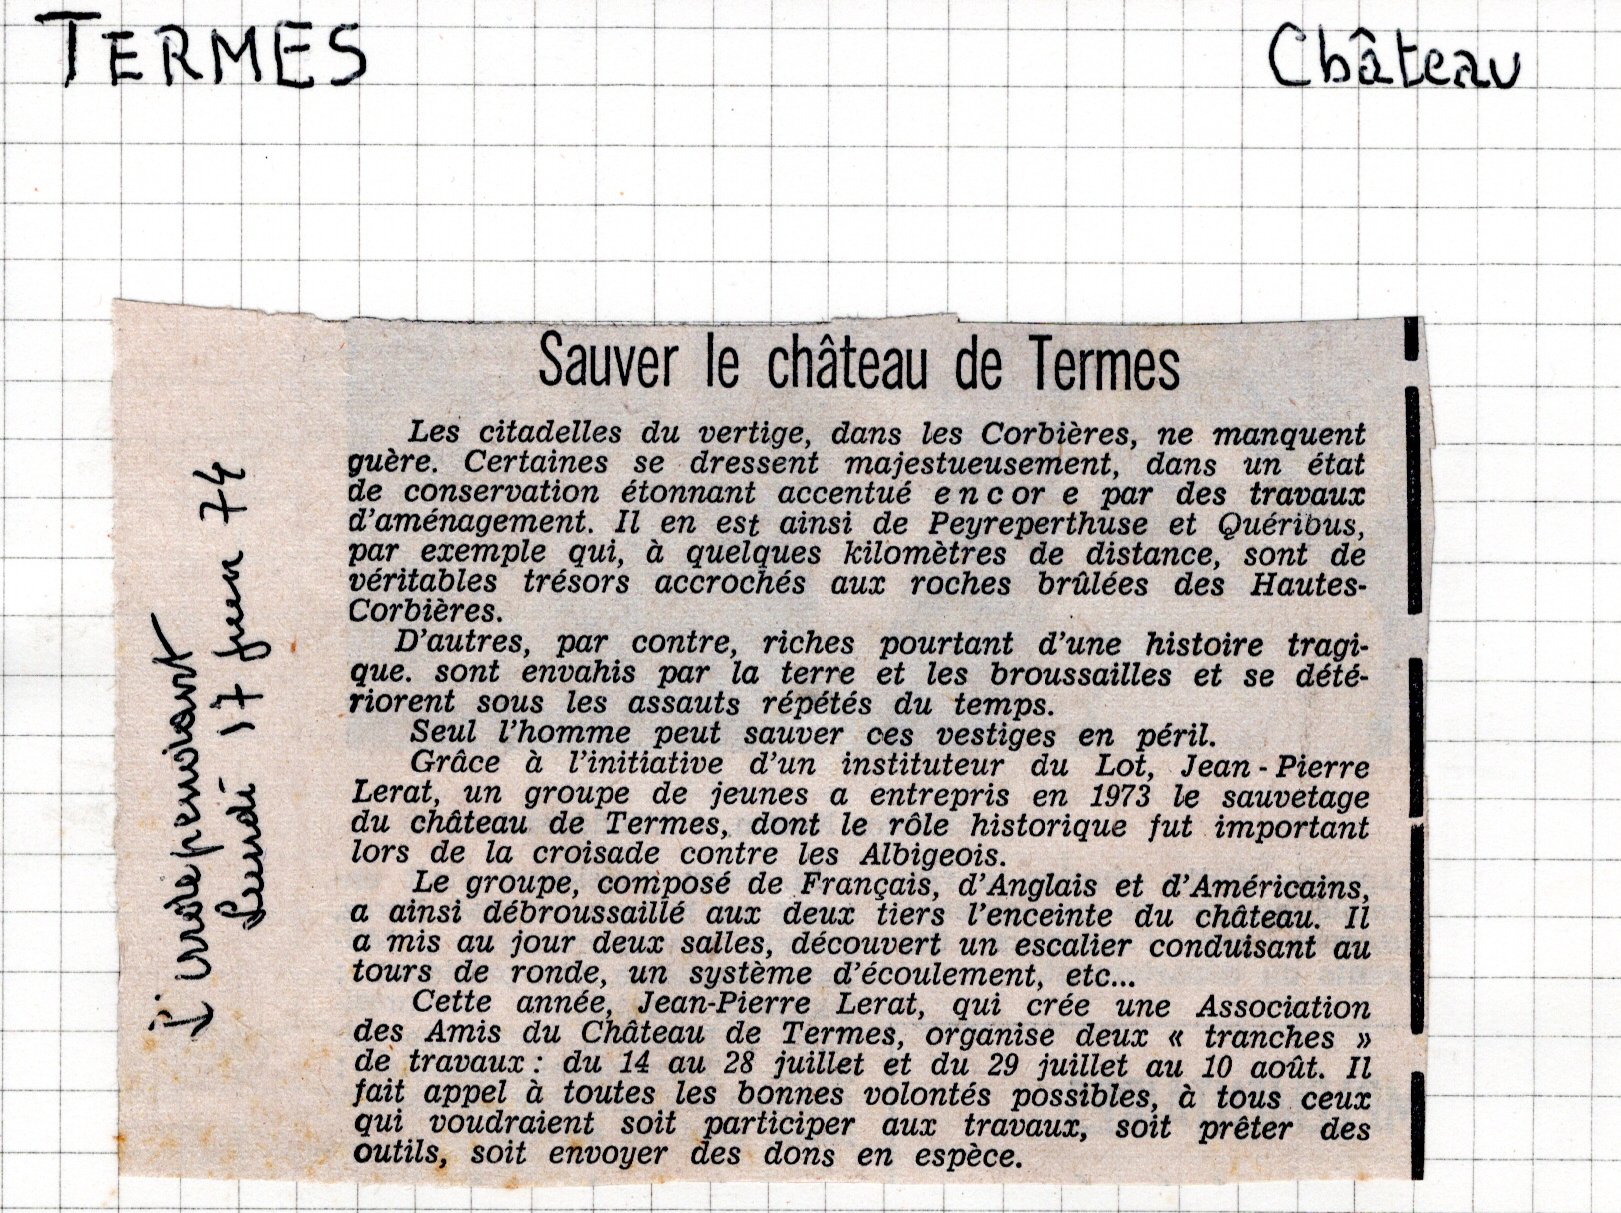 TERMES
Château
Sauver le château de Termes
Les citadelles du vertige, dans les Corbières, ne manquent
guère. Certaines se dressent majestueusement, dans un état
de conservation étonnant accentué encor e par des travaux
d'aménagement. Il en est ainsi de Peyreperthuse et Quéribus,
par exemple qui, à quelques kilomètres de distance, sont de
véritables trésors accrochés aux roches brûlées des Hautes-
Corbières.
D'autres, par contre, riches pourtant d'une histoire tragi-
que. sont envahis par la terre et les broussailles et se dété-
riorent sous les assauts répétés du temps.
Seul l'homme peut sauver ces vestiges en péril.
Grâce à l'initiative d'un instituteur du Lot, Jean-Pierre
Lerat, un groupe de jeunes a entrepris en 1973 le sauvetage
du château de Termes, dont le rôle historique fut important
lors de la croisade contre les Albigeois.
Le groupe, composé de Français, d'Anglais et d'Américains,
a ainsi débroussaillé aux deux tiers l'enceinte du château. Il
a mis au jour deux salles, découvert un escalier conduisant au
tours de ronde, un système d'écoulement, etc...
Cette année, Jean-Pierre Lerat, qui crée une Association
des Amis du Château de Termes, organise deux « tranches »
de travaux : du 14 au 28 juillet et du 29 juillet au 10 août. Il
fait appel à toutes les bonnes volontés possibles, à tous ceux
qui voudraient soit participer aux travaux, soit prêter des
outils, soit envoyer des dons en espèce.
L'indépendant
Lundi 17 juin 74